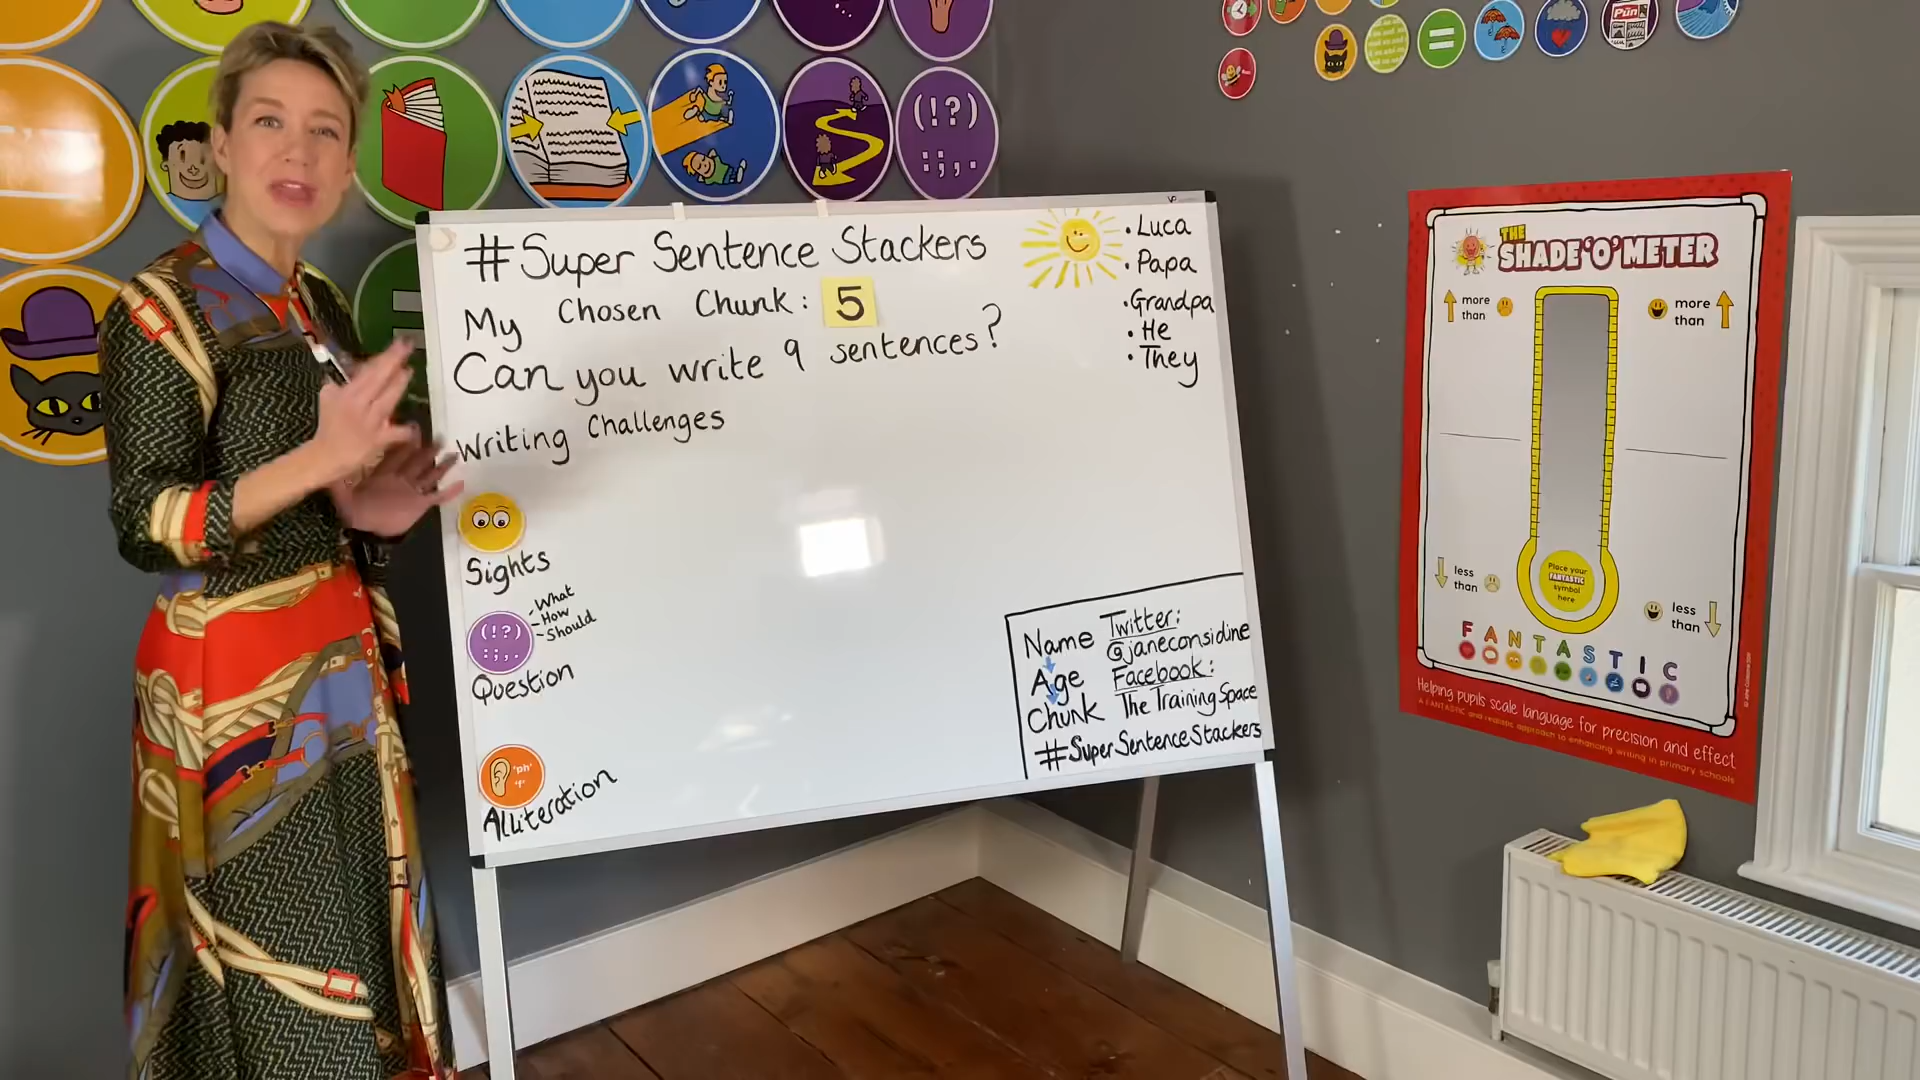 #Super Sentence Stackers
My Chosen Chunk: 5
Can you write 9 sentences?
Writing Challenges
• Luca
• Papa
• Grandpa
• He
• They
Sights
(!?)
:;,.
- What
- How
- Should
Question
'ph'
'f'
Alliteration
Name
Age
Chunk
Twitter:
@janeconsidine
Facebook:
The Training Space
#SuperSentenceStackers
(!?)
:;,.
Pun
THE
SHADE'O'METER
more
than
more
than
less
than
less
than
Place your
FANTASTIC
symbol
here
FANTASTIC
Helping pupils scale language for precision and effect
A FANTASTIC and realistic approach to enhancing writing in primary schools